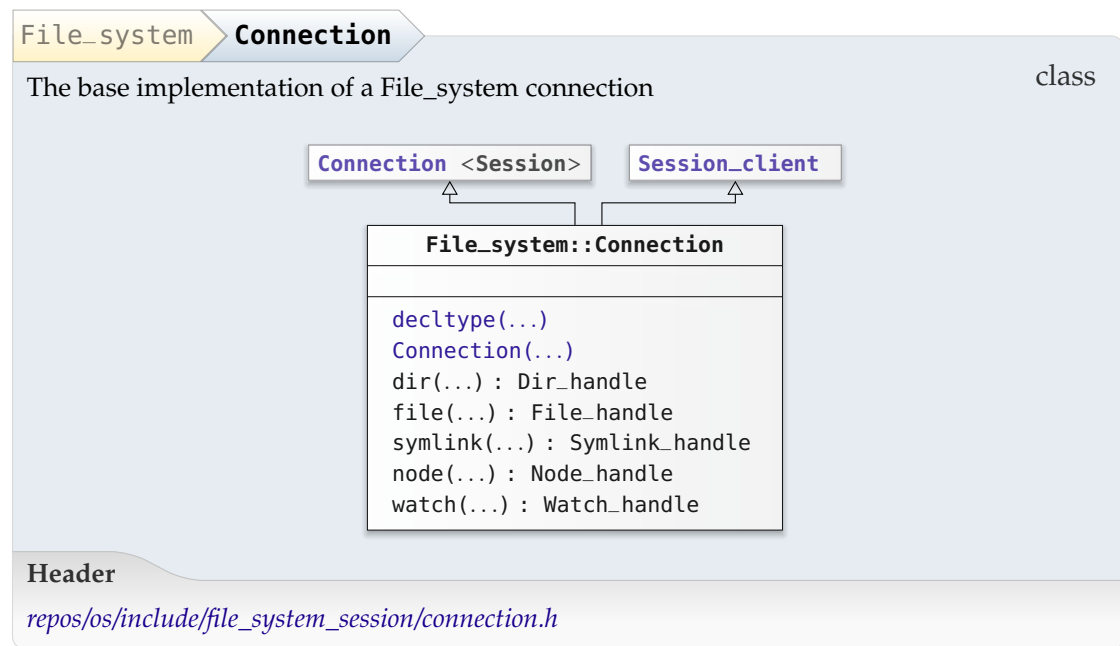 File_system Connection
The base implementation of a File_system connection
class
Connection <Session>
Session_client
File_system::Connection
decltype(...)
Connection(...)
dir(...) : Dir_handle
file(...) : File_handle
symlink(...) : Symlink_handle
node(...) : Node_handle
watch(...) : Watch_handle
Header
repos/os/include/file_system_session/connection.h